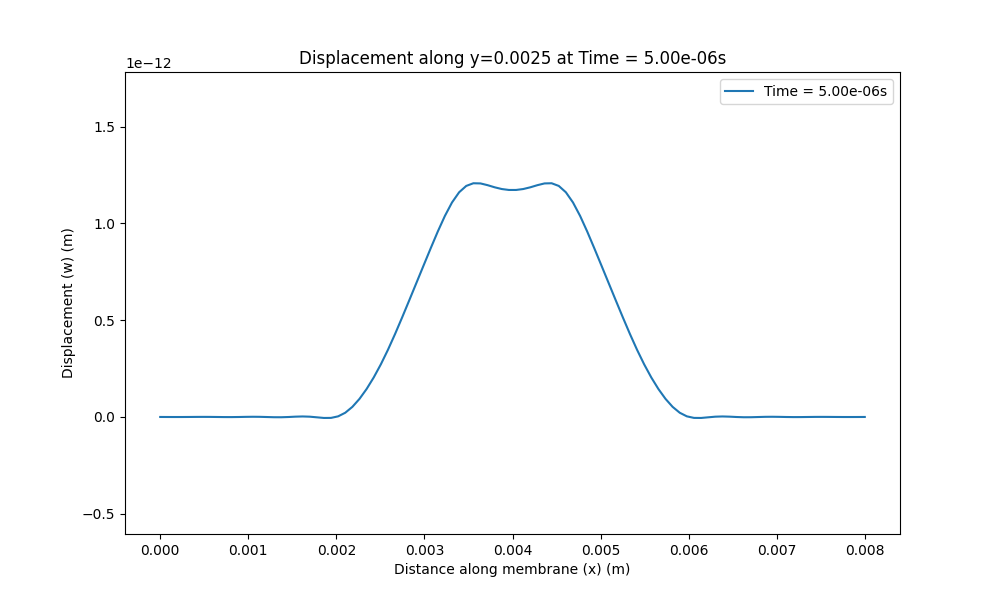 Displacement along y=0.0025 at Time = 5.00e-06s
1e−12
Time = 5.00e-06s
1.5
1.0
0.5
0.0
−0.5
Displacement (w) (m)
0.000 0.001 0.002 0.003 0.004 0.005 0.006 0.007 0.008
Distance along membrane (x) (m)